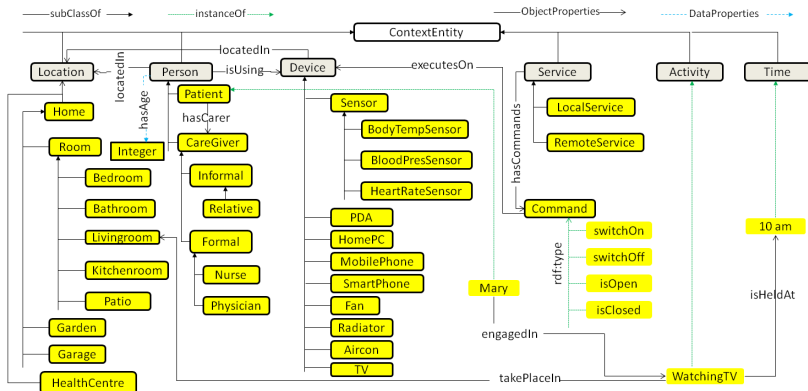 subClassOf
instanceOf
ObjectProperties
DataProperties
ContextEntity
locatedIn
Location
locatedIn
Person
isUsing
Device
executesOn
Service
Activity
Time
Home
hasAge
Patient
Sensor
LocalService
hasCarer
BodyTempSensor
hasCommands
Room
Integer
CareGiver
RemoteService
BloodPresSensor
Bedroom
Informal
HeartRateSensor
Bathroom
Relative
Command
PDA
switchOn
10 am
Livingroom
Formal
HomePC
rdf:type
switchOff
MobilePhone
Kitchenroom
Nurse
SmartPhone
Mary
isOpen
isHeldAt
Patio
Physician
Fan
isClosed
Garden
Radiator
engagedIn
Garage
Aircon
TV
HealthCentre
takePlaceIn
WatchingTV